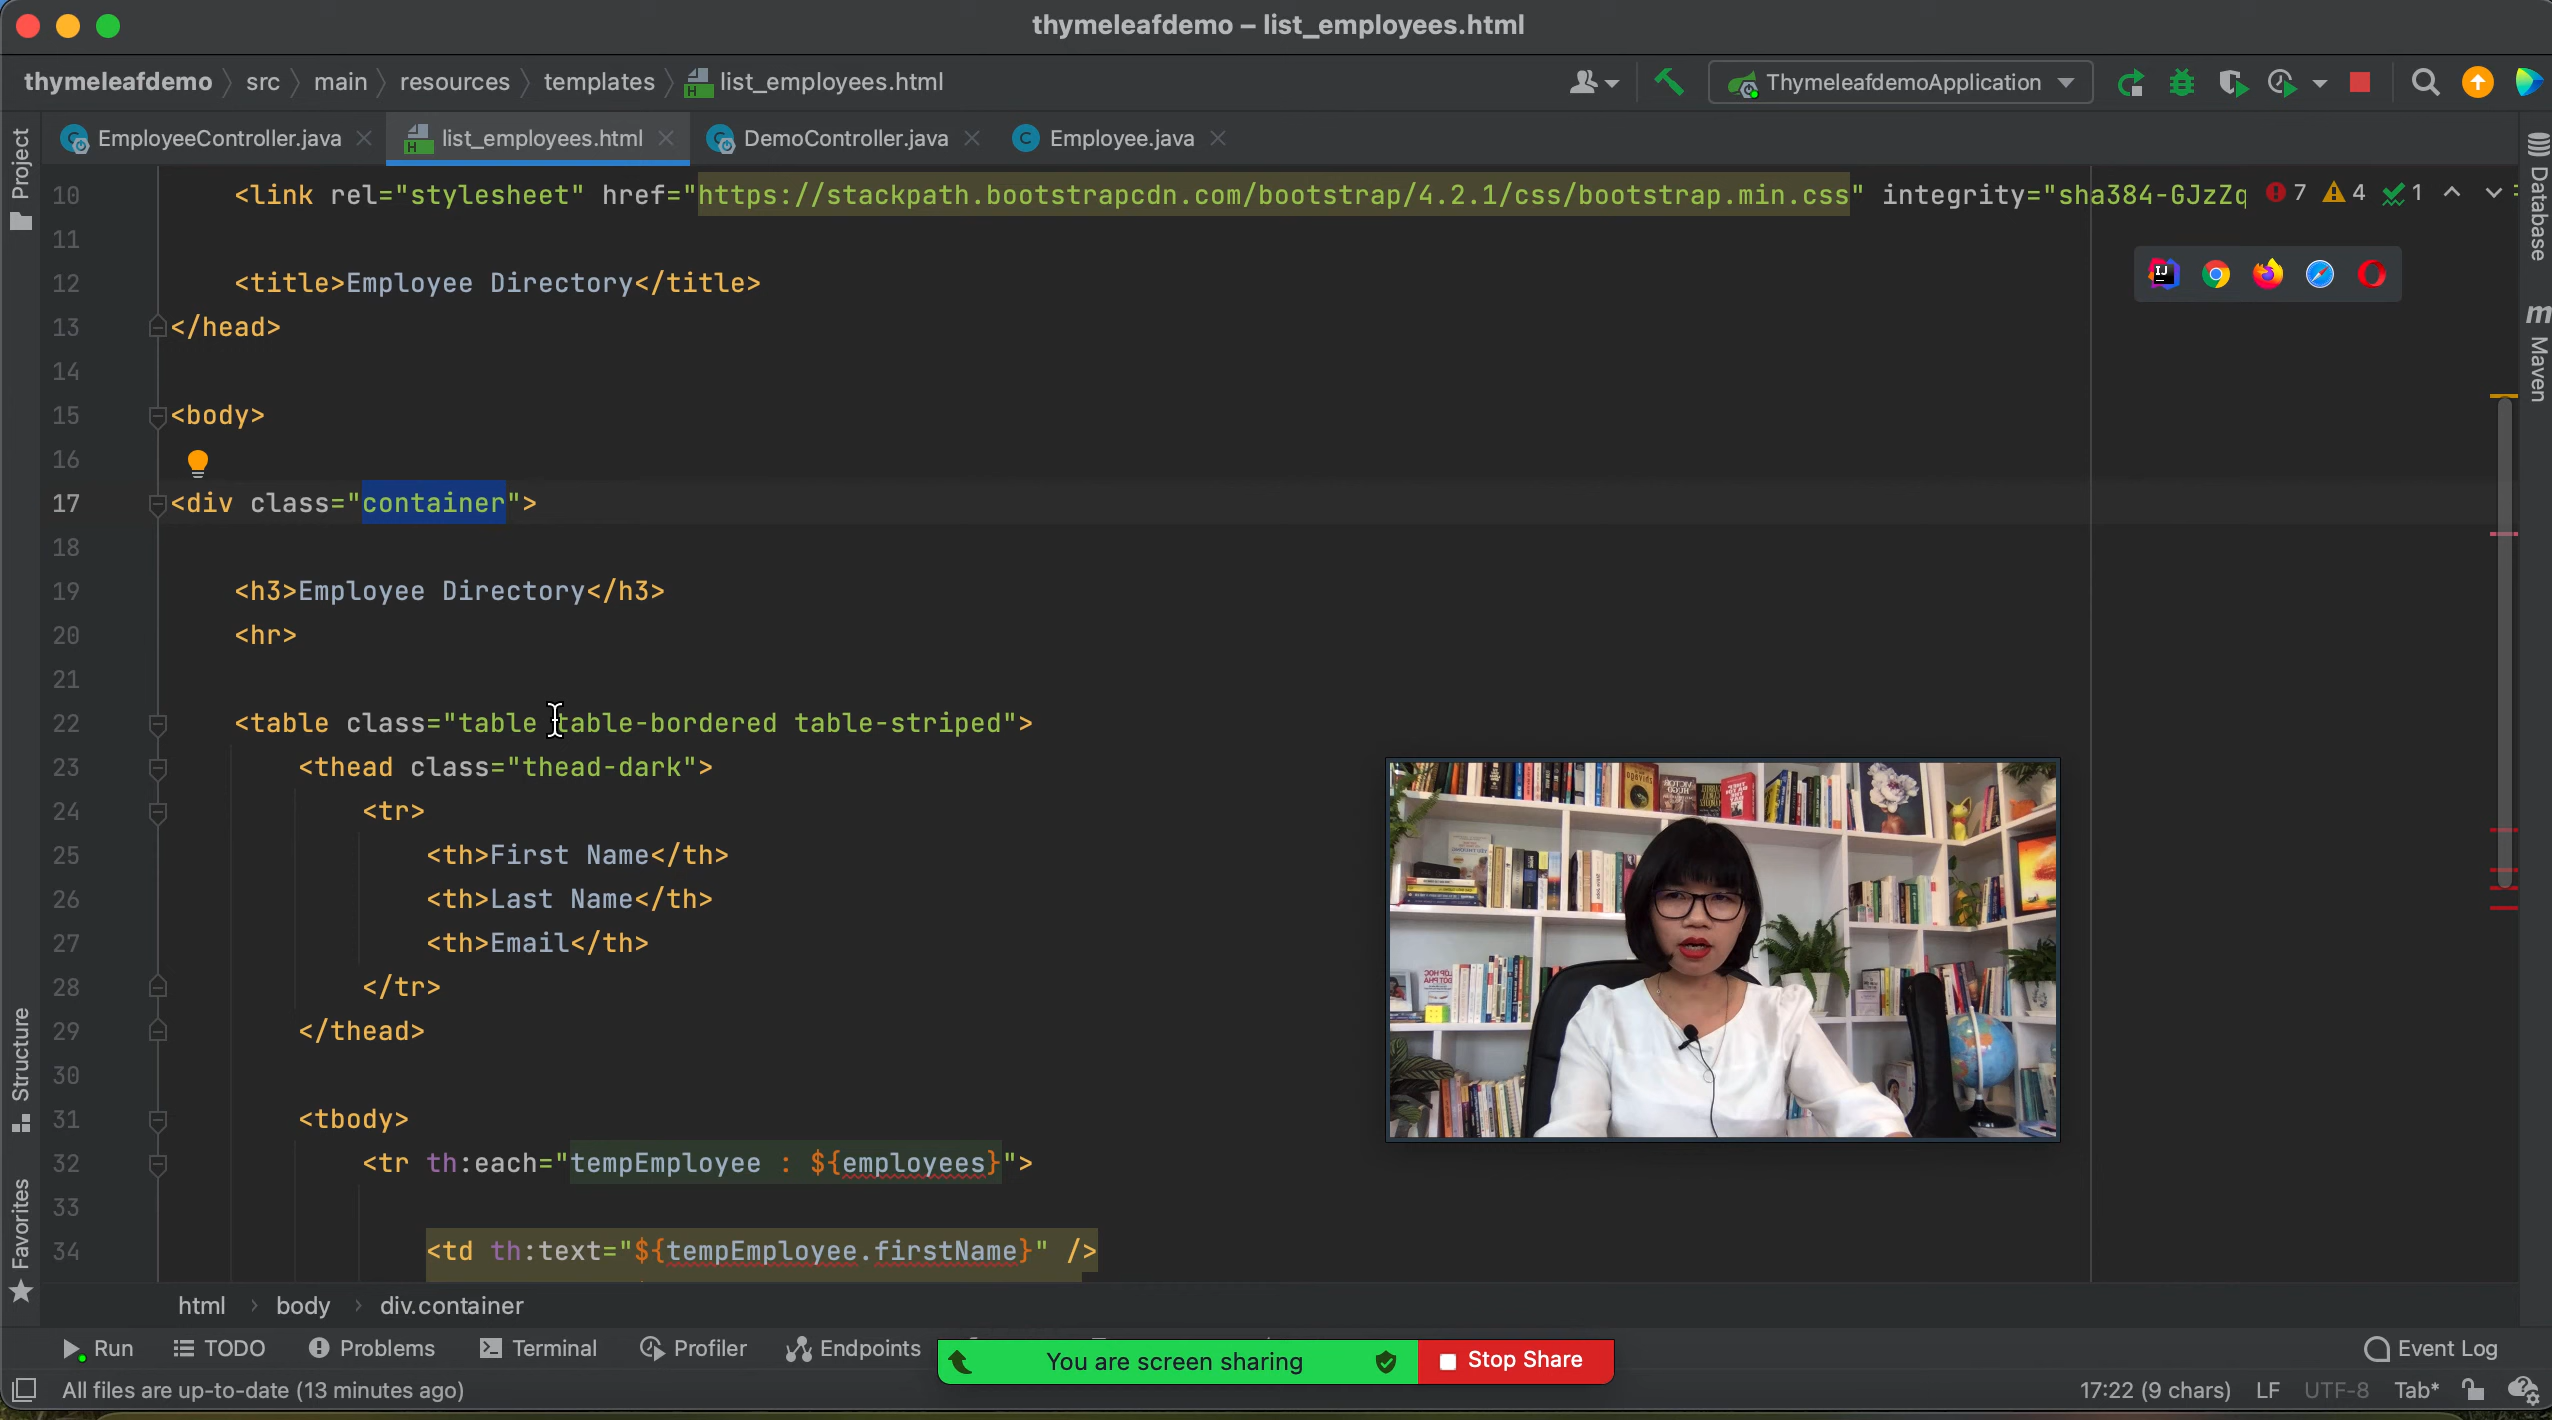 thymeleafdemo – list_employees.html
thymeleafdemo src main resources templates list_employees.html
ThymeleafdemoApplication
EmployeeController.java list_employees.html DemoController.java Employee.java
Project
Database
Maven
Structure
Favorites
10 <link rel="stylesheet" href="https://stackpath.bootstrapcdn.com/bootstrap/4.2.1/css/bootstrap.min.css" integrity="sha384-GJzZq 7 4 1
11
12 <title>Employee Directory</title>
13 </head>
14
15 <body>
16
17 <div class="container">
18
19 <h3>Employee Directory</h3>
20 <hr>
21
22 <table class="table table-bordered table-striped">
23 <thead class="thead-dark">
24 <tr>
25 <th>First Name</th>
26 <th>Last Name</th>
27 <th>Email</th>
28 </tr>
29 </thead>
30
31 <tbody>
32 <tr th:each="tempEmployee : ${employees}">
33
34 <td th:text="${tempEmployee.firstName}" />
html body div.container
Run TODO Problems Terminal Profiler Endpoints
You are screen sharing Stop Share
Event Log
All files are up-to-date (13 minutes ago)
17:22 (9 chars) LF UTF-8 Tab*